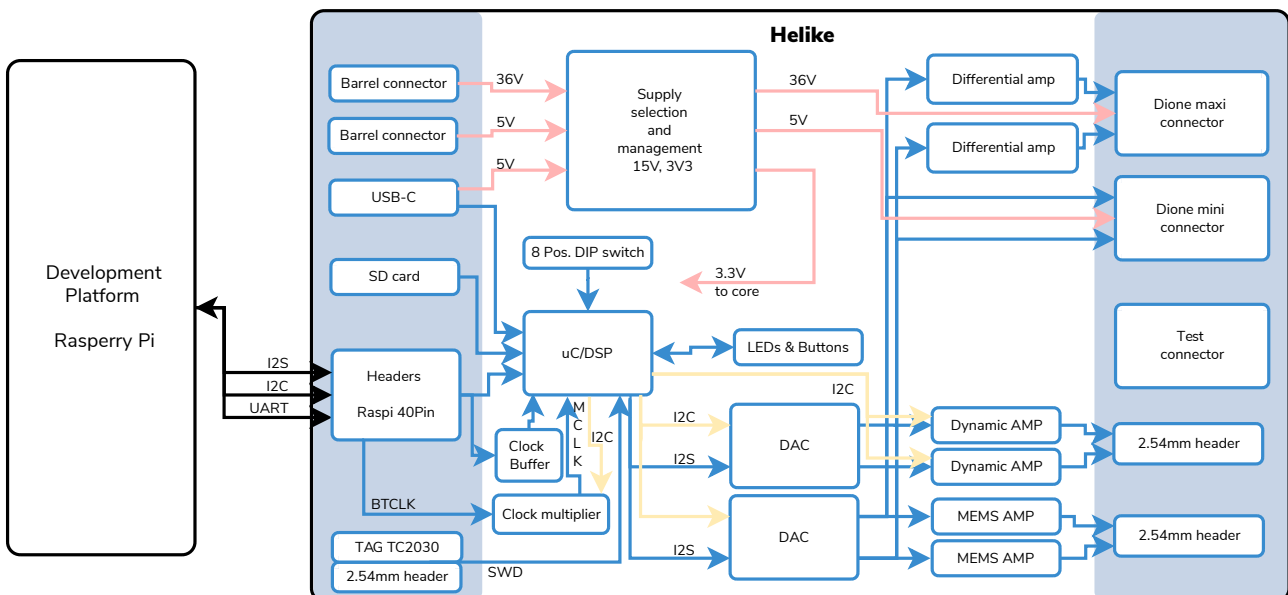 Helike
Development
Platform
Rasperry Pi
I2S
I2C
UART
Barrel connector
36V
Barrel connector
5V
USB-C
5V
SD card
Headers
Raspi 40Pin
BTCLK
TAG TC2030
2.54mm header
SWD
Supply
selection
and
management
15V, 3V3
36V
5V
3.3V
to core
8 Pos. DIP switch
uC/DSP
LEDs & Buttons
Clock
Buffer
MCLK
I2C
Clock multiplier
I2C
I2S
DAC
I2S
DAC
I2C
Differential amp
Differential amp
Dynamic AMP
Dynamic AMP
MEMS AMP
MEMS AMP
Dione maxi
connector
Dione mini
connector
Test
connector
2.54mm header
2.54mm header